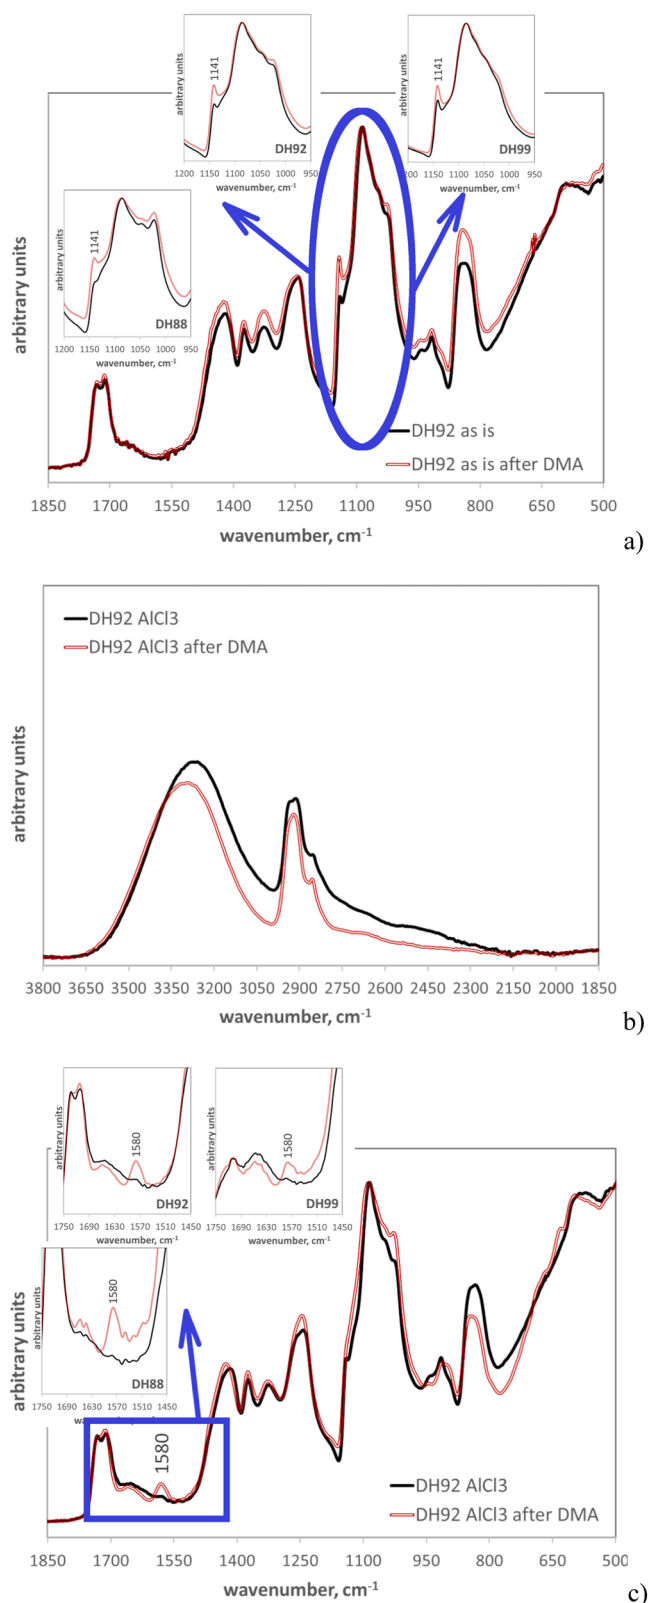 arbitrary units
1141
DH92
1200 1150 1100 1050 1000 950
wavenumber, cm-1
arbitrary units
1141
DH99
1200 1150 1100 1050 1000 950
wavenumber, cm-1
arbitrary units
1141
DH88
1200 1150 1100 1050 1000 950
wavenumber, cm-1
arbitrary units
DH92 as is
DH92 as is after DMA
1850 1700 1550 1400 1250 1100 950 800 650 500
wavenumber, cm-1
a)
DH92 AlCl3
DH92 AlCl3 after DMA
arbitrary units
3800 3650 3500 3350 3200 3050 2900 2750 2600 2450 2300 2150 2000 1850
wavenumber, cm-1
b)
arbitrary units
1580
DH92
1750 1690 1630 1570 1510 1450
wavenumber, cm-1
arbitrary units
1580
DH99
1750 1690 1630 1570 1510 1450
wavenumber, cm-1
arbitrary units
1580
DH88
1750 1690 1630 1570 1510 1450
arbitrary units
1580
DH92 AlCl3
DH92 AlCl3 after DMA
1850 1700 1550 1400 1250 1100 950 800 650 500
wavenumber, cm-1
c)